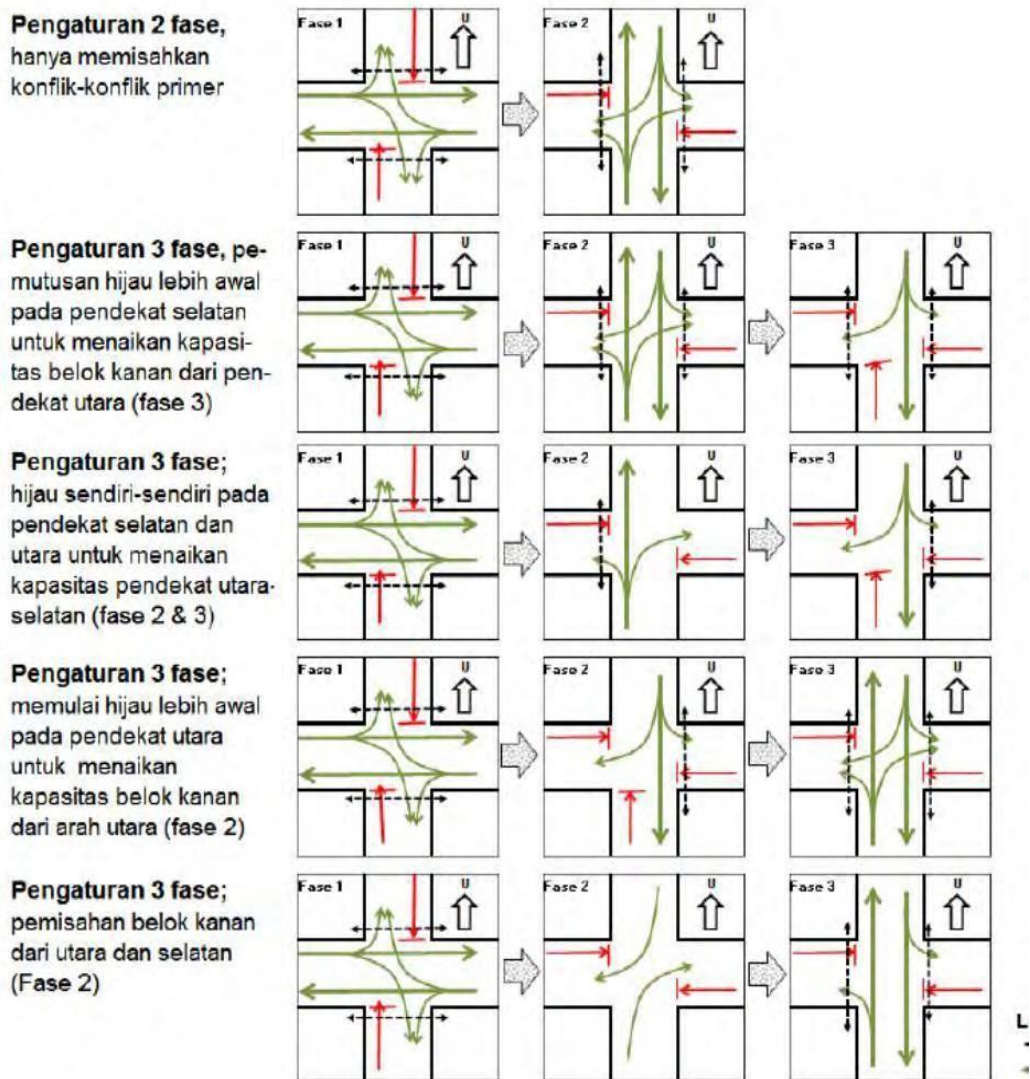 Pengaturan 2 fase,
hanya memisahkan
konflik-konflik primer
Fase 1
U
Fase 2
U
Pengaturan 3 fase, pe-
mutusan hijau lebih awal
pada pendekat selatan
untuk menaikan kapasi-
tas belok kanan dari pen-
dekat utara (fase 3)
Fase 1
U
Fase 2
U
Fase 3
U
Pengaturan 3 fase;
hijau sendiri-sendiri pada
pendekat selatan dan
utara untuk menaikan
kapasitas pendekat utara-
selatan (fase 2 & 3)
Fase 1
U
Fase 2
U
Fase 3
U
Pengaturan 3 fase;
memulai hijau lebih awal
pada pendekat utara
untuk menaikan
kapasitas belok kanan
dari arah utara (fase 2)
Fase 1
U
Fase 2
U
Fase 3
U
Pengaturan 3 fase;
pemisahan belok kanan
dari utara dan selatan
(Fase 2)
Fase 1
U
Fase 2
U
Fase 3
U